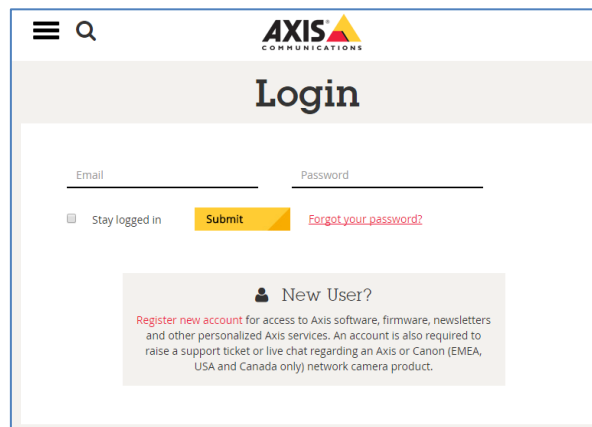 AXIS
COMMUNICATIONS
Login
Email
Password
Stay logged in
Submit
Forgot your password?
New User?
Register new account for access to Axis software, firmware, newsletters
and other personalized Axis services. An account is also required to
raise a support ticket or live chat regarding an Axis or Canon (EMEA,
USA and Canada only) network camera product.